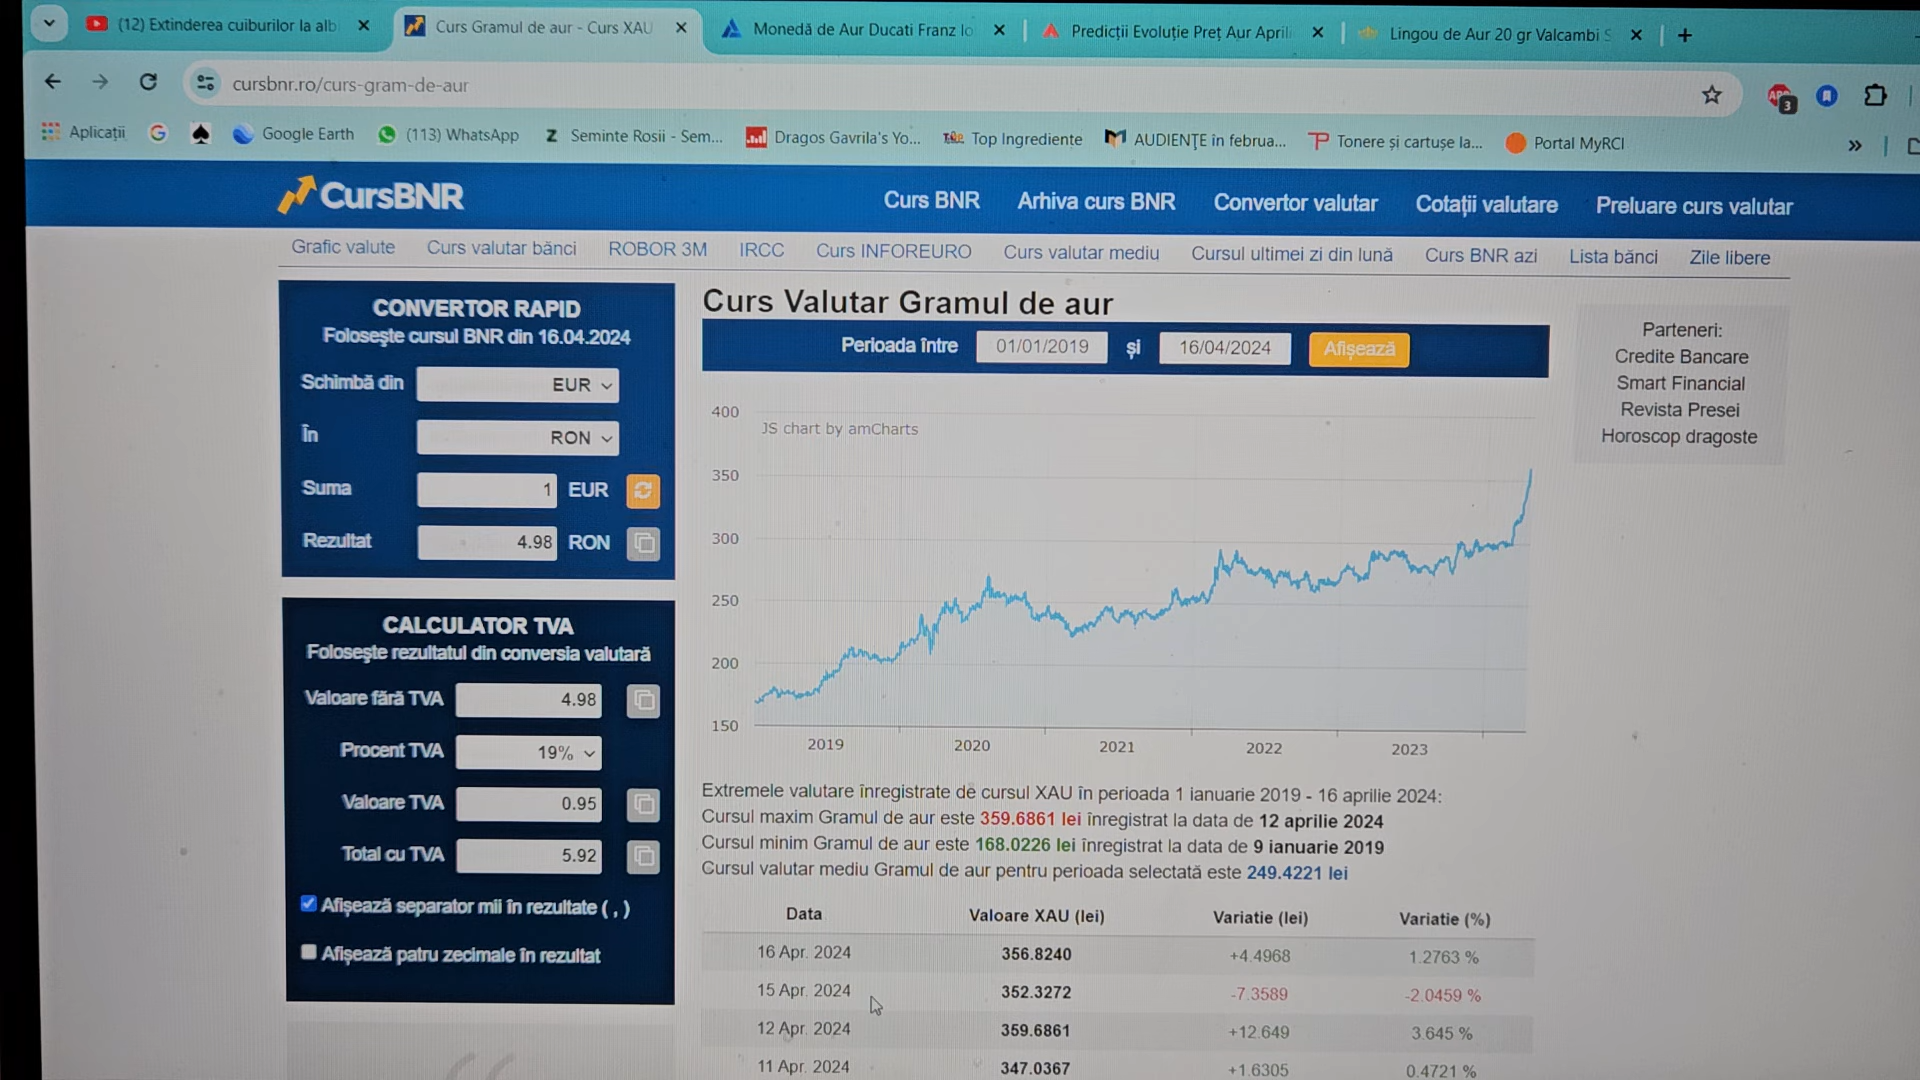 (12) Extinderea cuiburilor la alb
Curs Gramul de aur - Curs XAU
Monedă de Aur Ducati Franz Io
Predicții Evoluție Preț Aur April
Lingou de Aur 20 gr Valcambi S
cursbnr.ro/curs-gram-de-aur
3
Aplicații
Google Earth
(113) WhatsApp
Seminte Rosii - Sem...
Dragos Gavrila's Yo...
Top Ingrediente
AUDIENŢE in februa...
Tonere și cartușe la...
Portal MyRCI
CursBNR
Curs BNR
Arhiva curs BNR
Convertor valutar
Cotații valutare
Preluare curs valutar
Grafic valute
Curs valutar bănci
ROBOR 3M
IRCC
Curs INFOREURO
Curs valutar mediu
Cursul ultimei zi din lună
Curs BNR azi
Lista bănci
Zile libere
CONVERTOR RAPID
Folosește cursul BNR din 16.04.2024
Schimbă din EUR
În RON
Suma 1 EUR
Rezultat 4.98 RON
CALCULATOR TVA
Folosește rezultatul din conversia valutară
Valoare fără TVA 4.98
Procent TVA 19%
Valoare TVA 0.95
Total cu TVA 5.92
Afișează separator mii în rezultate ( , )
Afișează patru zecimale în rezultat
Curs Valutar Gramul de aur
Perioada între 01/01/2019 și 16/04/2024 Afișează
JS chart by amCharts
400
350
300
250
200
150
2019 2020 2021 2022 2023
Extremele valutare înregistrate de cursul XAU în perioada 1 ianuarie 2019 - 16 aprilie 2024:
Cursul maxim Gramul de aur este 359.6861 lei înregistrat la data de 12 aprilie 2024
Cursul minim Gramul de aur este 168.0226 lei înregistrat la data de 9 ianuarie 2019
Cursul valutar mediu Gramul de aur pentru perioada selectată este 249.4221 lei
Data Valoare XAU (lei) Variatie (lei) Variatie (%)
16 Apr. 2024 356.8240 +4.4968 1.2763 %
15 Apr. 2024 352.3272 -7.3589 -2.0459 %
12 Apr. 2024 359.6861 +12.649 3.645 %
11 Apr. 2024 347.0367 +1.6305 0.4721 %
Parteneri:
Credite Bancare
Smart Financial
Revista Presei
Horoscop dragoste